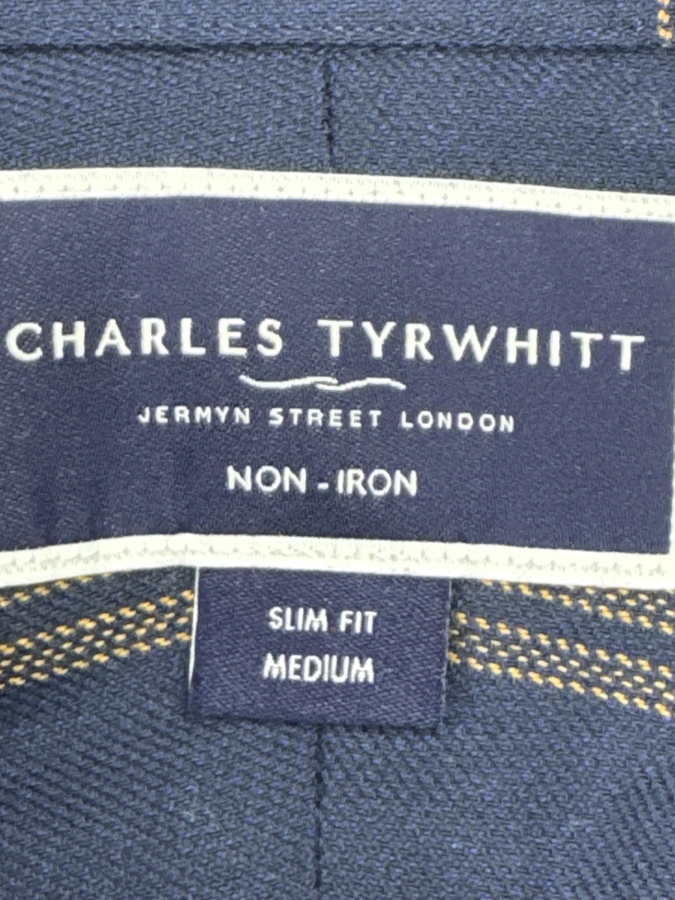 CHARLES TYRWHITT
JERMYN STREET LONDON
NON-IRON
SLIM FIT
MEDIUM